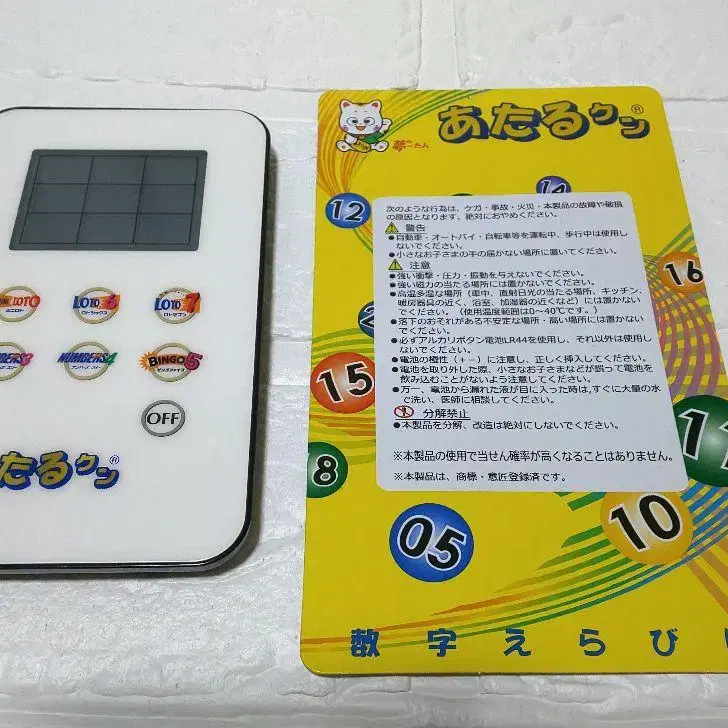 LOTO
ミニロト
LOTO6
ロトシックス
LOTO7
ロトセブン
NUMBERS4
BINGO5
ビンゴファイブ
OFF
たるクン®
あたるクン®
夢ーたん
12
14
16
15
8
11
05
10
次のような行為は、ケガ・事故・火災・本製品の故障や破損
の原因となります、絶対におやめください。
警告
●自動車・オートバイ・自転車等を運転中、歩行中は使用し
ないでください。
●小さなお子さまの手の届かない場所に置いてください。
注意
●強い衝撃・圧力・振動を与えないでください。
●強い磁力の当たる場所には置かないでください。
●高温多湿な場所（車中、直射日光の当たる場所、キッチン、
暖房器具の近く、浴室、加湿器の近くなど）には置かない
でください。（使用温度範囲は0～40℃です。）
●落下のおそれがある不安定な場所・高い場所には置かない
でください。
●必ずアルカリボタン電池LR44を使用し、それ以外は使用し
ないでください。
●電池の極性（＋－）に注意し、正しく挿入してください。
●電池を取り外した際、小さなお子さまなどが誤って電池を
飲み込むことがないよう注意してください。
●万一、電池から漏れた液が目に入った時は,すぐに大量の水
で洗い、医師に相談してください。
分解禁止
●本製品を分解、改造は絶対にしないでください。
※本製品の使用で当せん確率が高くなることはありません。
※本製品は、商標・意匠登録済です。
数字えらび